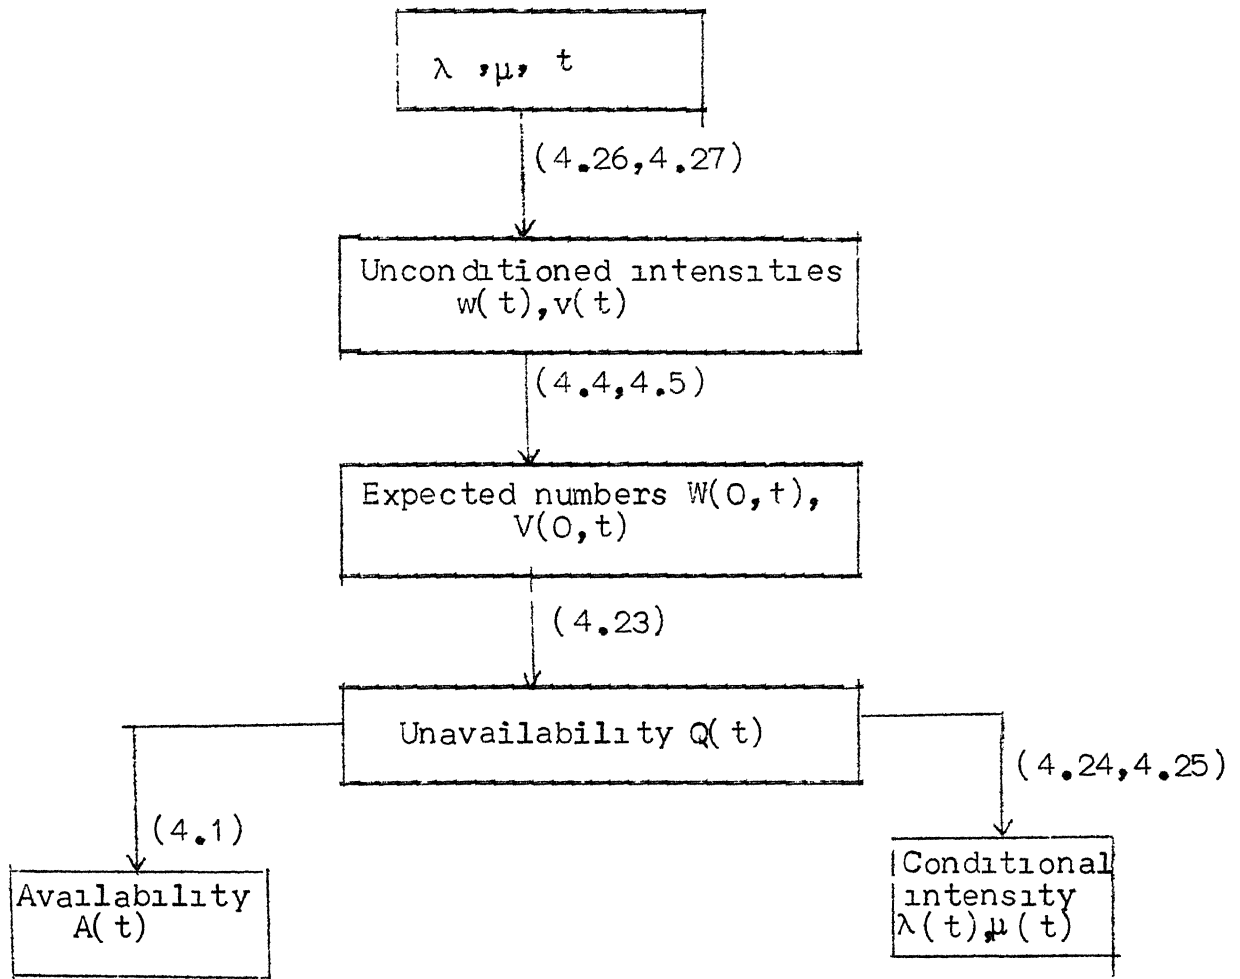 λ ,μ, t
(4.26,4.27)
Unconditioned intensities
w(t),v(t)
(4.4,4.5)
Expected numbers W(0,t),
V(0,t)
(4.23)
Unavailability Q(t)
(4.24,4.25)
(4.1)
Availability
A(t)
Conditional
intensity
λ(t),μ(t)